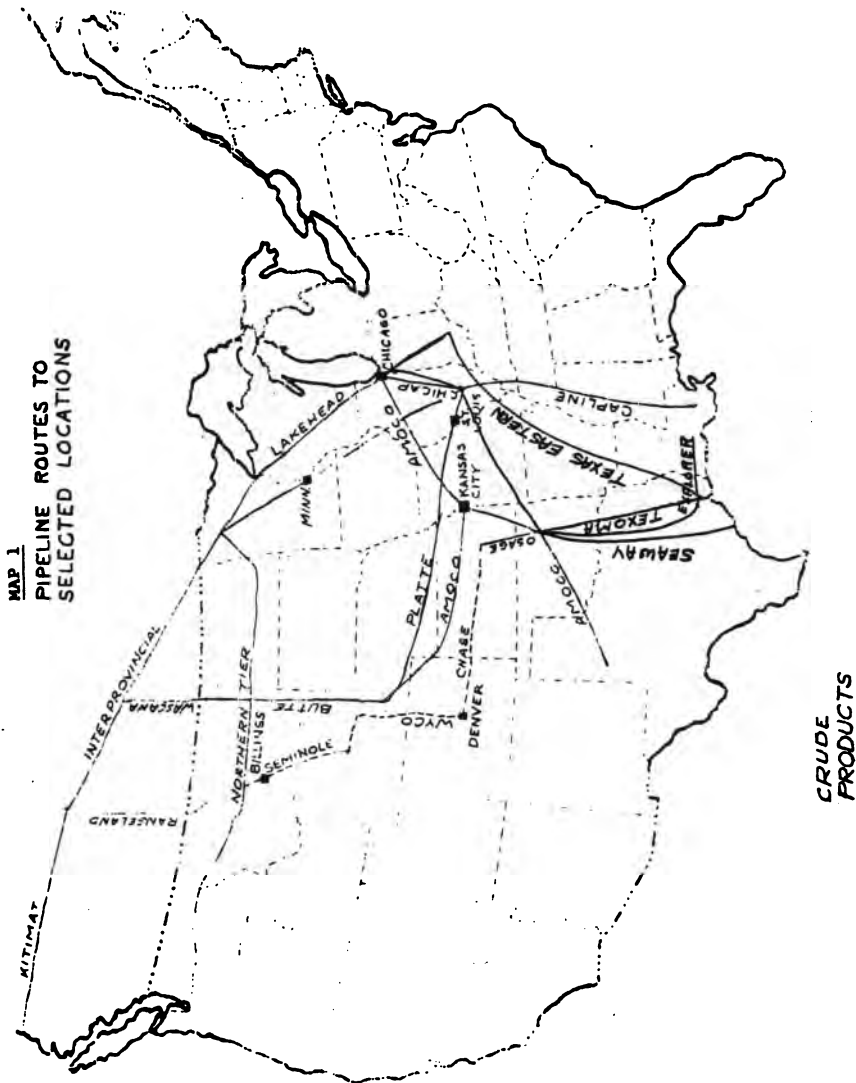 MAP 1
PIPELINE ROUTES TO
SELECTED LOCATIONS
KITIMAT
INTERPROVINCIAL
RANGELAND
WASCANA
NORTHERN TIER
BILLINGS
SEMINOLE
BUTTE
WYCO
DENVER
CHASE
PLATTE
AMOCO
OSAGE
AMOCO
KANSAS
CITY
ST.
LOUIS
MINN.
LAKEHEAD
AMOCO
CHICAGO
CHICAP
CAPLINE
TEXAS EASTERN
EXPLORER
TEXOMA
SEAWAY
CRUDE
PRODUCTS